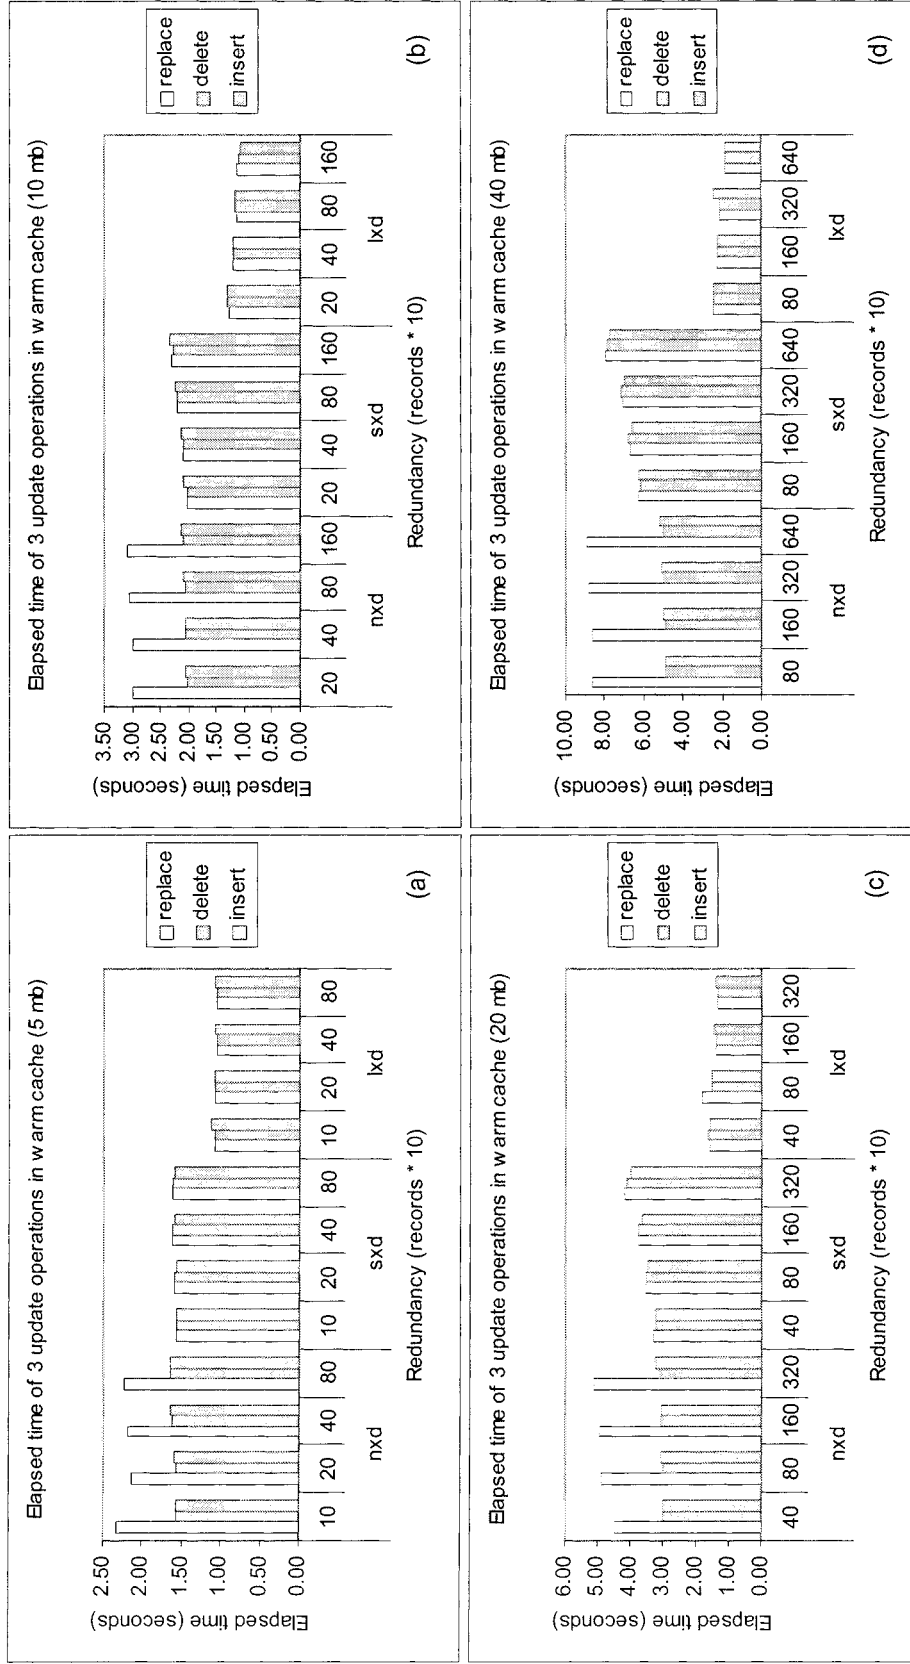 Elapsed time of 3 update operations in warm cache (5 mb)
Elapsed time (seconds)
2.50
2.00
1.50
1.00
0.50
0.00
10 20 40 80 10 20 40 80 10 20 40 80
nxd sxd lxd
Redundancy (records * 10)
replace
delete
insert
(a)
Elapsed time of 3 update operations in warm cache (10 mb)
Elapsed time (seconds)
3.50
3.00
2.50
2.00
1.50
1.00
0.50
0.00
20 40 80 160 20 40 80 160 20 40 80 160
nxd sxd lxd
Redundancy (records * 10)
replace
delete
insert
(b)
Elapsed time of 3 update operations in warm cache (20 mb)
Elapsed time (seconds)
6.00
5.00
4.00
3.00
2.00
1.00
0.00
40 80 160 320 40 80 160 320 40 80 160 320
nxd sxd lxd
Redundancy (records * 10)
replace
delete
insert
(c)
Elapsed time of 3 update operations in warm cache (40 mb)
Elapsed time (seconds)
10.00
8.00
6.00
4.00
2.00
0.00
80 160 320 640 80 160 320 640 80 160 320 640
nxd sxd lxd
Redundancy (records * 10)
replace
delete
insert
(d)